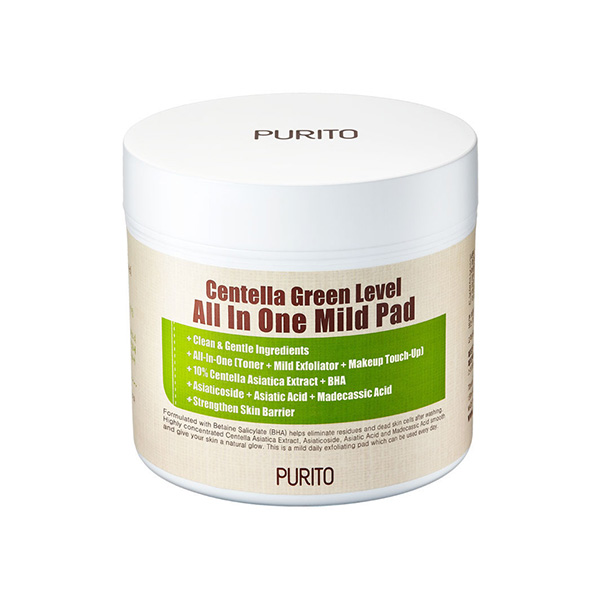 PURITO
Centella Green Level
All In One Mild Pad
+ Clean & Gentle Ingredients
+ All-In-One (Toner + Mild Exfoliator + Makeup Touch-Up)
+ 10% Centella Asiatica Extract + BHA
+ Asiaticoside + Asiatic Acid + Madecassic Acid
+ Strengthen Skin Barrier
Formulated with Betaine Salicylate (BHA) helps eliminate residues and dead skin cells after washing.
Highly concentrated Centella Asiatica Extract, Asiaticoside, Asiatic Acid and Madecassic Acid smooth
and give your skin a natural glow. This is a mild daily exfoliating pad which can be used every day.
PURITO